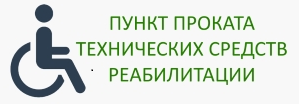 ПУНКТ ПРОКАТА
ТЕХНИЧЕСКИХ СРЕДСТВ
РЕАБИЛИТАЦИИ